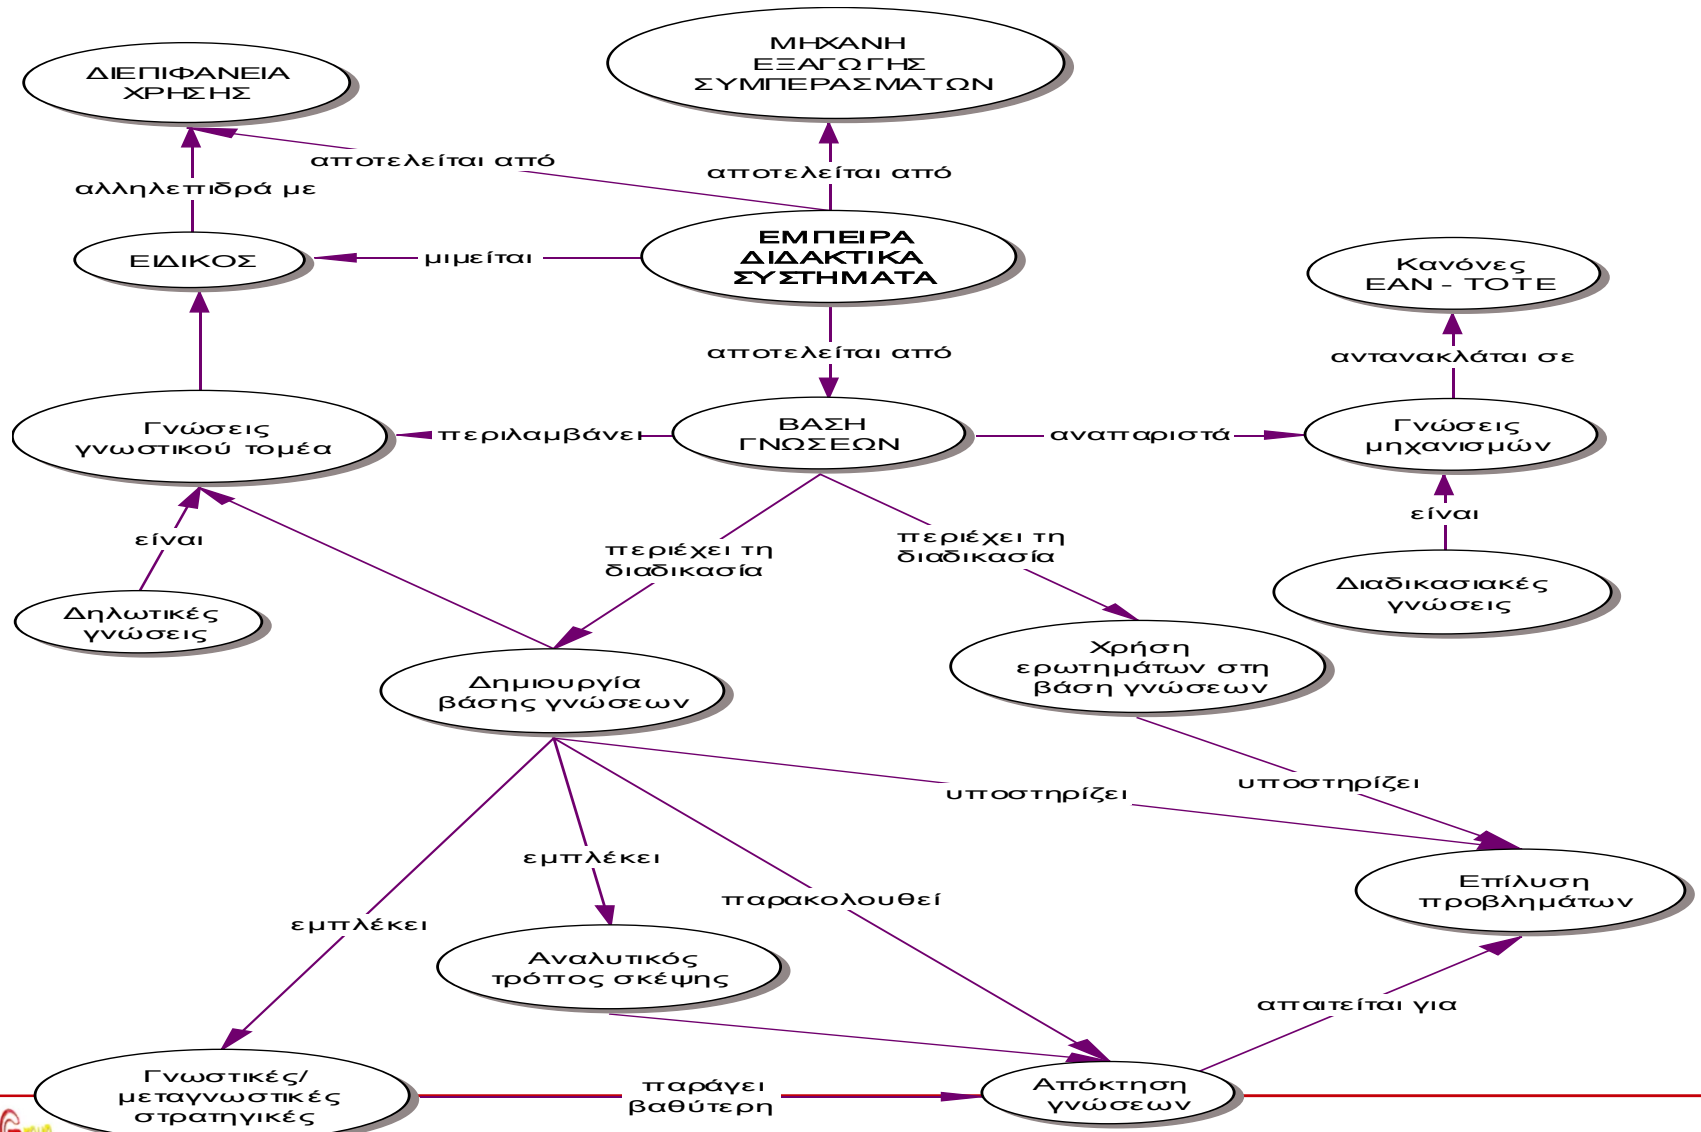 ΜΗΧΑΝΗ
ΕΞΑΓΩΓΗΣ
ΣΥΜΠΕΡΑΣΜΑΤΩΝ
ΔΙΕΠΙΦΑΝΕΙΑ
ΧΡΗΣΗΣ
αποτελείται από
αποτελείται από
αλληλεπιδρά με
ΕΜΠΕΙΡΑ
ΔΙΔΑΚΤΙΚΑ
ΣΥΣΤΗΜΑΤΑ
μιμείται
ΕΙΔΙΚΟΣ
Κανόνες
ΕΑΝ - ΤΟΤΕ
αποτελείται από
αντανακλάται σε
Γνώσεις
γνωστικού τομέα
περιλαμβάνει
ΒΑΣΗ
ΓΝΩΣΕΩΝ
αναπαριστά
Γνώσεις
μηχανισμών
είναι
είναι
περιέχει τη
διαδικασία
περιέχει τη
διαδικασία
Δηλωτικές
γνώσεις
Διαδικασιακές
γνώσεις
Χρήση
ερωτημάτων στη
βάση γνώσεων
Δημιουργία
βάσης γνώσεων
υποστηρίζει
υποστηρίζει
εμπλέκει
παρακολουθεί
εμπλέκει
Επίλυση
προβλημάτων
Αναλυτικός
τρόπος σκέψης
απαιτείται για
Γνωστικές/
μεταγνωστικές
στρατηγικές
παράγει
βαθύτερη
Απόκτηση
γνώσεων